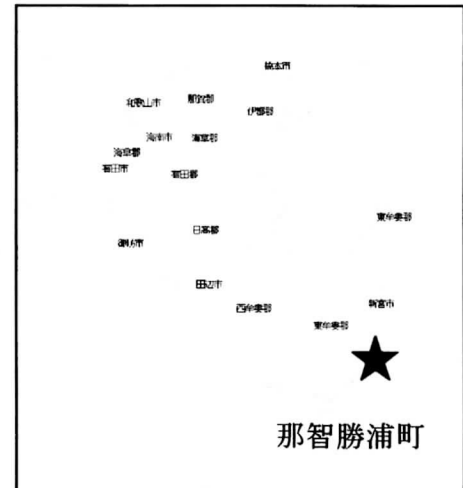 橋本市
和歌山市
那賀郡
伊都郡
海南市
海草郡
海草郡
有田市
有田郡
東牟婁郡
日高郡
御坊市
田辺市
西牟婁郡
新宮市
東牟婁郡
那智勝浦町